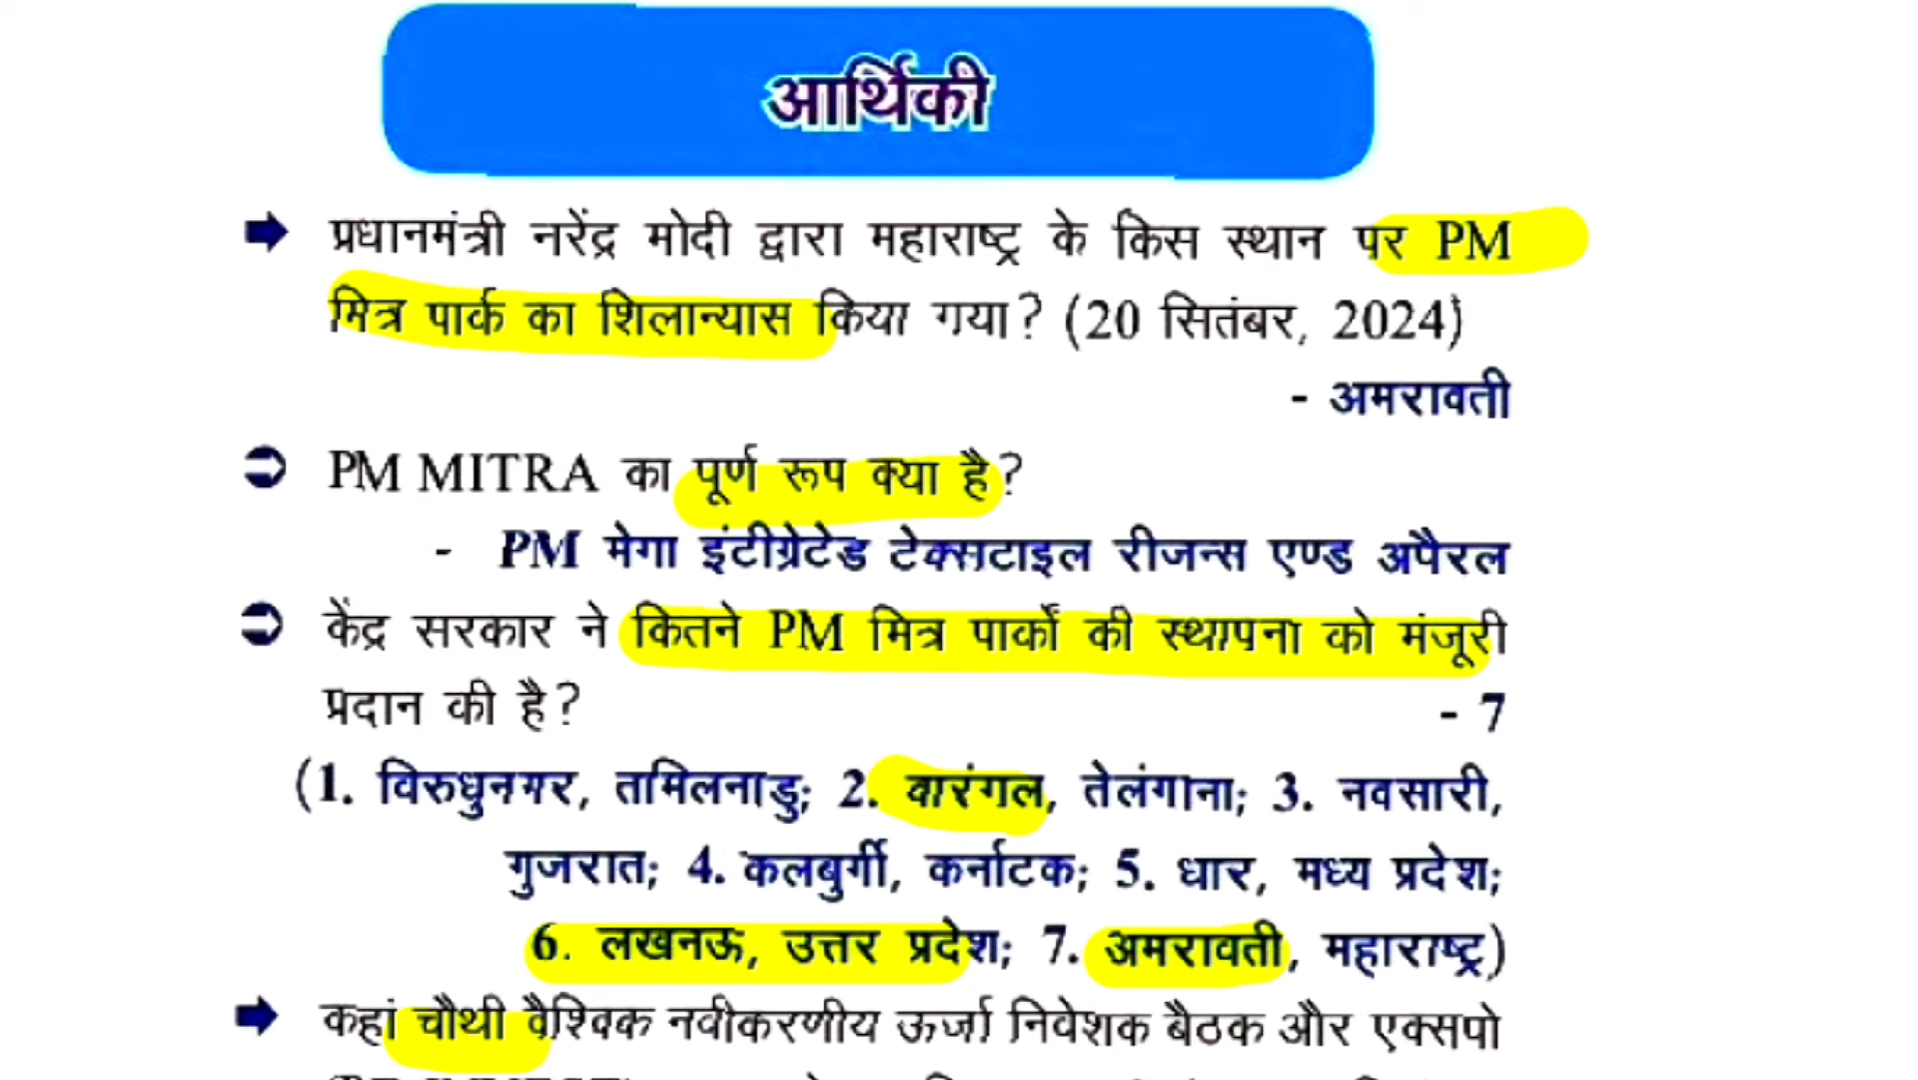 आर्थिकी
प्रधानमंत्री नरेंद्र मोदी द्वारा महाराष्ट्र के किस स्थान पर PM
मित्र पार्क का शिलान्यास किया गया? (20 सितंबर, 2024)
- अमरावती
PM MITRA का पूर्ण रूप क्या है?
- PM मेगा इंटीग्रेटेड टेक्सटाइल रीजन्स एण्ड अपैरल
केंद्र सरकार ने कितने PM मित्र पार्कों की स्थापना को मंजूरी
प्रदान की है? - 7
(1. विरुधुनगर, तमिलनाडु; 2. वारंगल, तेलंगाना; 3. नवसारी,
गुजरात; 4. कलबुर्गी, कर्नाटक; 5. धार, मध्य प्रदेश;
6. लखनऊ, उत्तर प्रदेश; 7. अमरावती, महाराष्ट्र)
कहां चौथी वैश्विक नवीकरणीय ऊर्जा निवेशक बैठक और एक्सपो